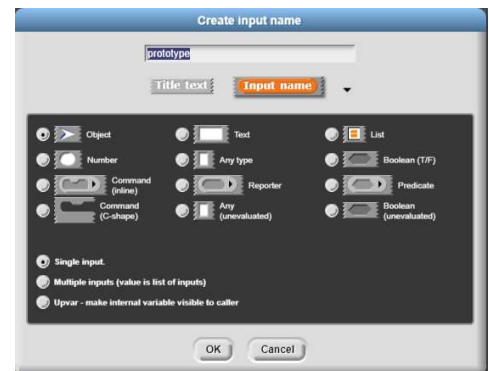 Create input name
prototype
Title text Input name
Object Text List
Number Any type Boolean (T/F)
Command (inline) Reporter Predicate
Command (C-shape) Any (unevaluated) Boolean (unevaluated)
Single input.
Multiple inputs (value is list of inputs)
Upvar - make internal variable visible to caller
OK Cancel